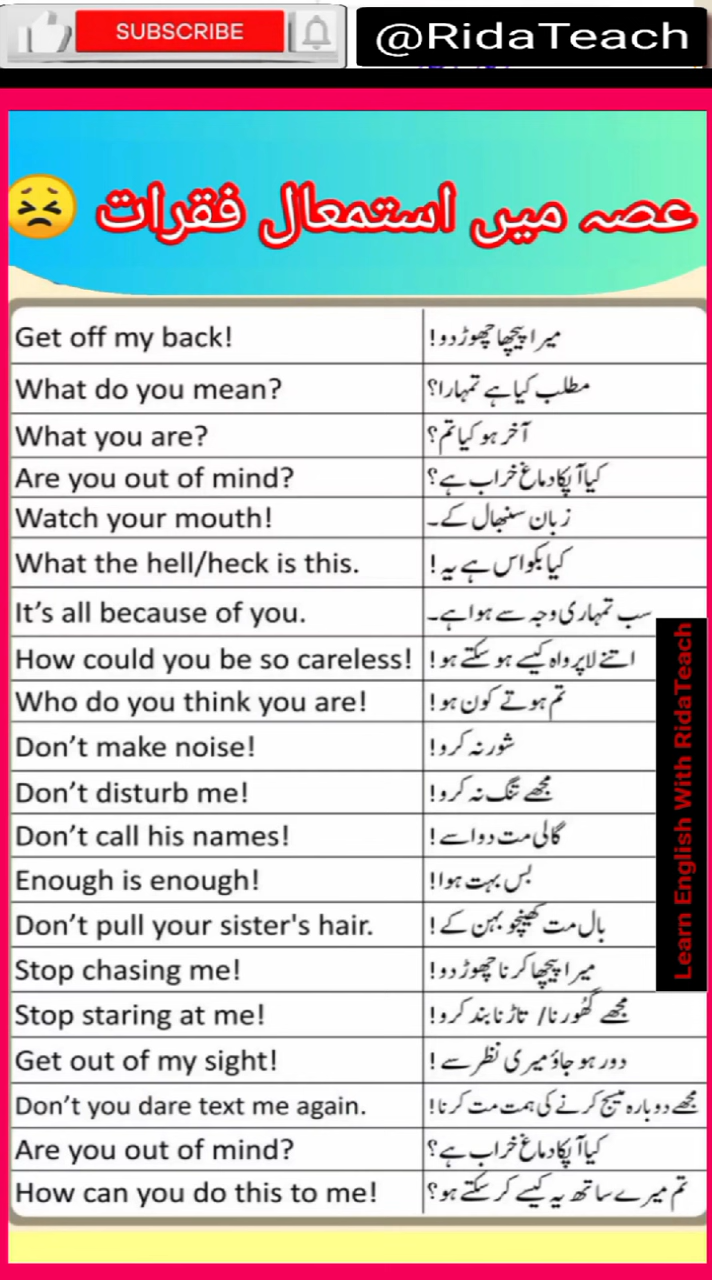 SUBSCRIBE
@RidaTeach
عصہ میں استمعال فقرات
Get off my back! میرا پیچھا چھوڑ دو!
What do you mean? مطلب کیا ہے تمہارا؟
What you are? آخر ہو کیا تم؟
Are you out of mind? کیا آپکا دماغ خراب ہے؟
Watch your mouth! زبان سنبھال کے۔
What the hell/heck is this. کیا بکواس ہے یہ!
It’s all because of you. سب تمہاری وجہ سے ہوا ہے۔
How could you be so careless! اتنے لاپرواہ کیسے ہو سکتے ہو!
Who do you think you are! تم ہوتے کون ہو!
Don’t make noise! شور نہ کرو!
Don’t disturb me! مجھے تنگ نہ کرو!
Don’t call his names! گالی مت دو اسے!
Enough is enough! بس بہت ہوا!
Don’t pull your sister's hair. بال مت کھینچو بہن کے!
Stop chasing me! میرا پیچھا کرنا چھوڑ دو!
Stop staring at me! مجھے گھُورنا/ تاڑنا بند کرو!
Get out of my sight! دور ہو جاؤ میری نظر سے!
Don’t you dare text me again. مجھے دوبارہ میسج کرنے کی ہمت مت کرنا!
Are you out of mind? کیا آپکا دماغ خراب ہے؟
How can you do this to me! تم میرے ساتھ یہ کیسے کر سکتے ہو؟
Learn English With RidaTeach